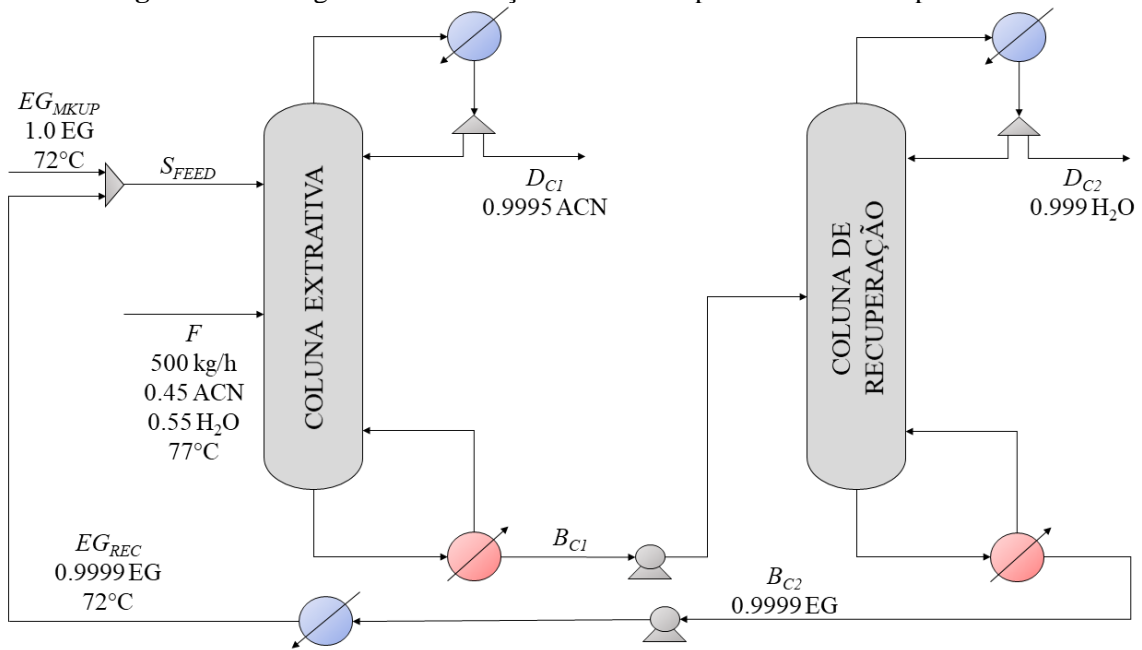 EG_MKUP
1.0 EG
72°C
S_FEED
F
500 kg/h
0.45 ACN
0.55 H₂O
77°C
COLUNA EXTRATIVA
D_C1
0.9995 ACN
COLUNA DE
RECUPERAÇÃO
D_C2
0.999 H₂O
B_C1
EG_REC
0.9999 EG
72°C
B_C2
0.9999 EG